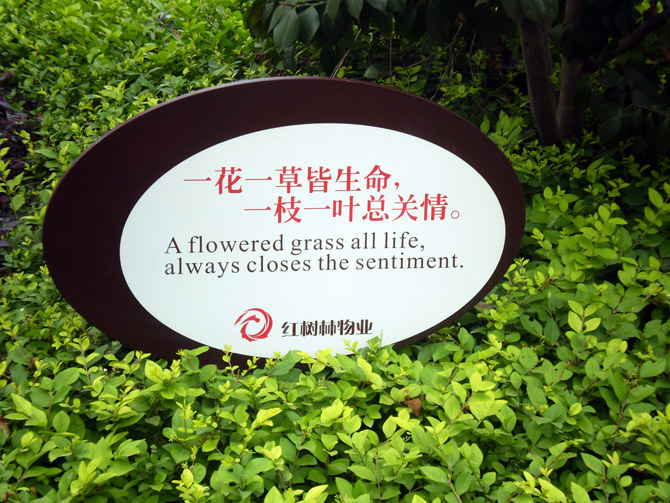 一花一草皆生命,
一枝一叶总关情。
A flowered grass all life,
always closes the sentiment.
红树林物业